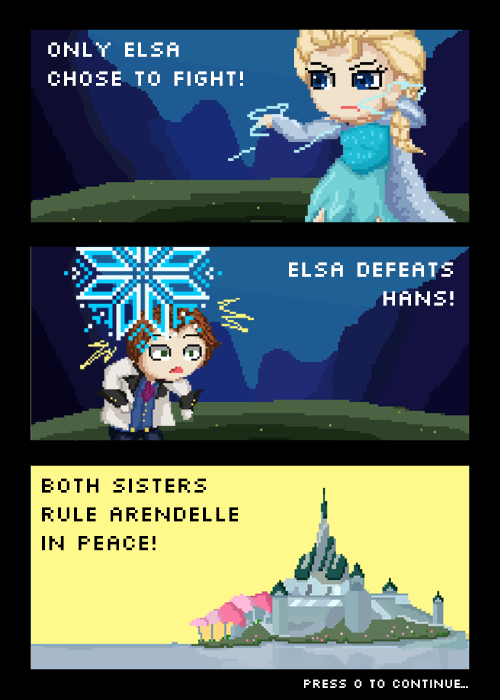 ONLY ELSA
CHOSE TO FIGHT!
ELSA DEFEATS
HANS!
BOTH SISTERS
RULE ARENDELLE
IN PEACE!
PRESS O TO CONTINUE...